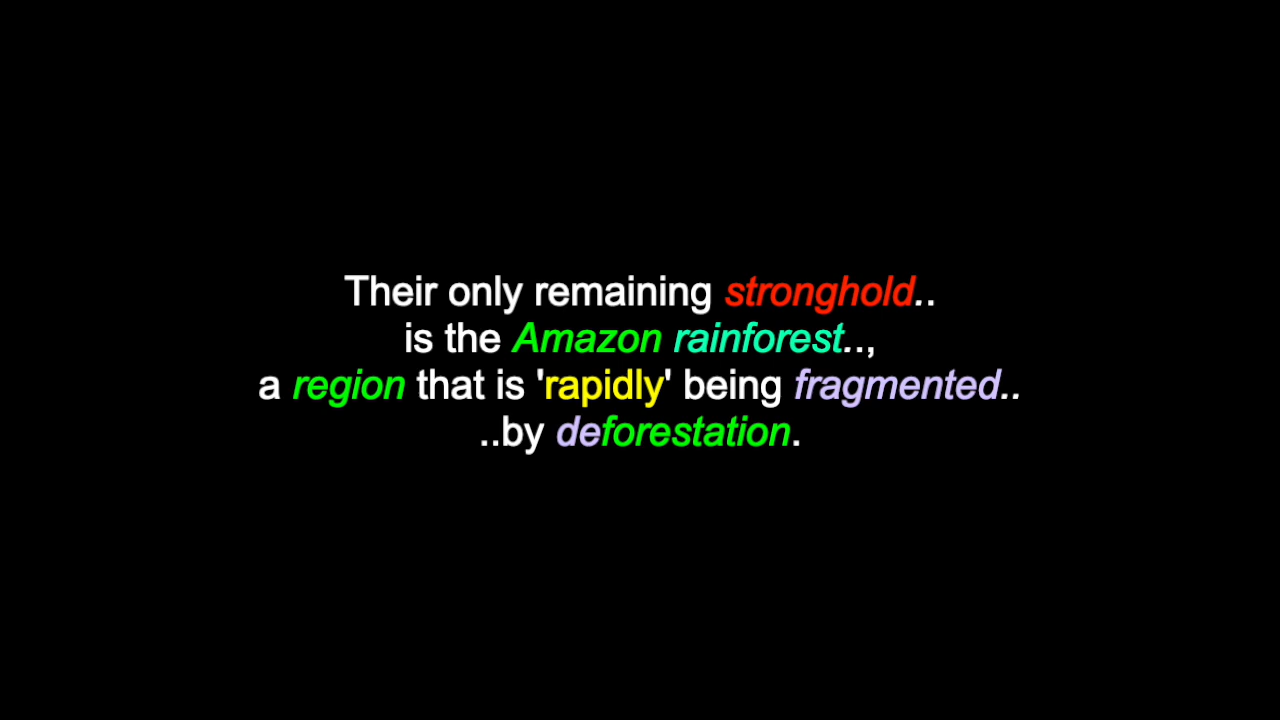 Their only remaining stronghold..
is the Amazon rainforest..,
a region that is 'rapidly' being fragmented..
..by deforestation.